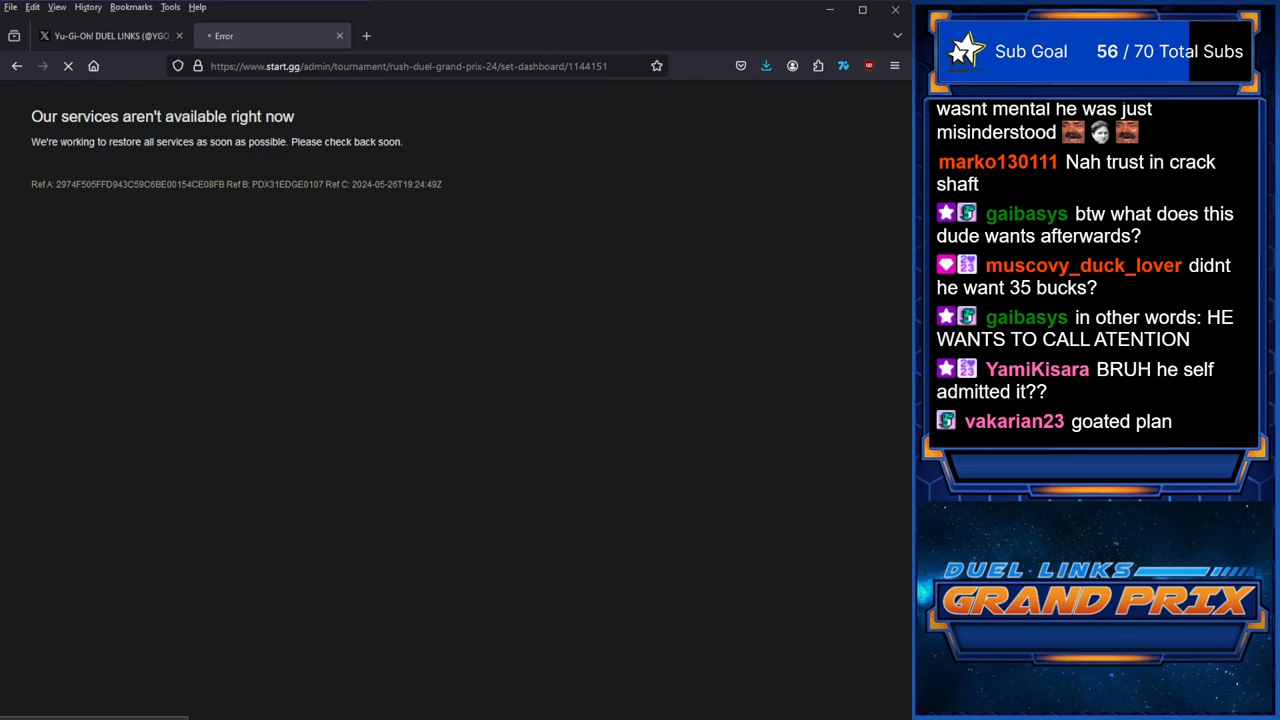 File Edit View History Bookmarks Tools Help
Yu-Gi-Oh! DUEL LINKS (@YGO_
Error
https://www.start.gg/admin/tournament/rush-duel-grand-prix-24/set-dashboard/1144151
Our services aren't available right now
We're working to restore all services as soon as possible. Please check back soon.
Ref A: 2974F505FFD943C59C6BE00154CE08FB Ref B: PDX31EDGE0107 Ref C: 2024-05-26T19:24:49Z
Sub Goal 56 / 70 Total Subs
wasnt mental he was just
misinderstood
marko130111 Nah trust in crack
shaft
gaibasys btw what does this
dude wants afterwards?
muscovy_duck_lover didnt
he want 35 bucks?
gaibasys in other words: HE
WANTS TO CALL ATENTION
YamiKisara BRUH he self
admitted it??
vakarian23 goated plan
DUEL LINKS
GRAND PRIX